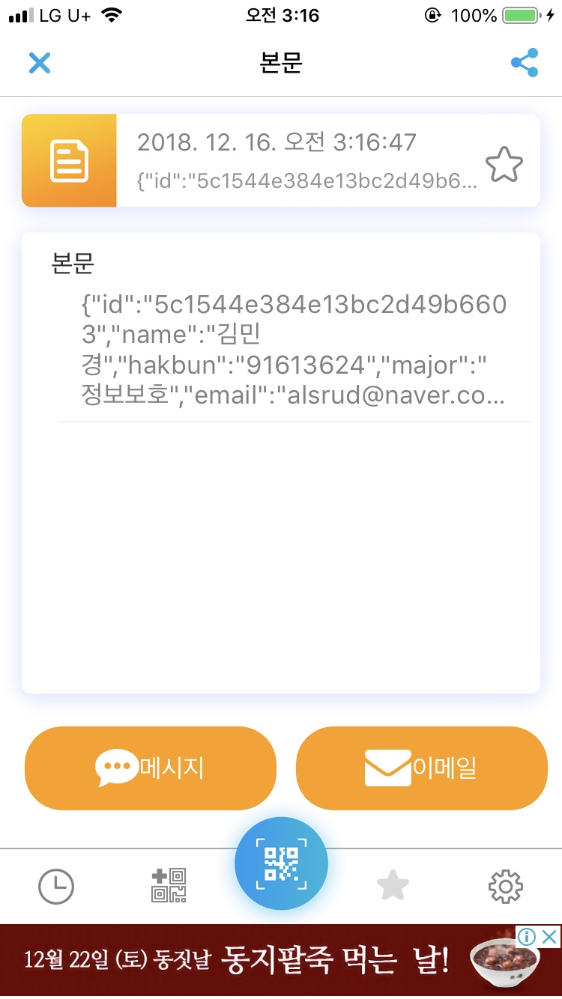 LG U+ 오전 3:16 100%
본문
2018. 12. 16. 오전 3:16:47
{"id":"5c1544e384e13bc2d49b6...
본문
{"id":"5c1544e384e13bc2d49b660
3","name":"김민
경","hakbun":"91613624","major":"
정보보호","email":"alsrud@naver.co...
메시지 이메일
12월 22일 (토) 동짓날 동지팥죽 먹는 날!